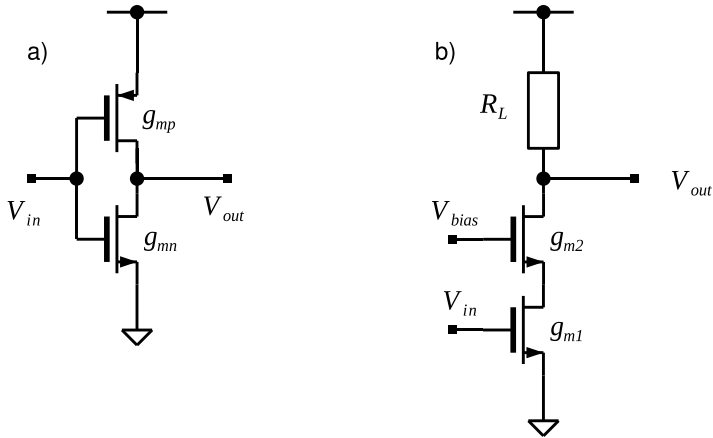 a)
g_mp
V_in
V_out
g_mn
b)
R_L
V_out
V_bias
g_m2
V_in
g_m1